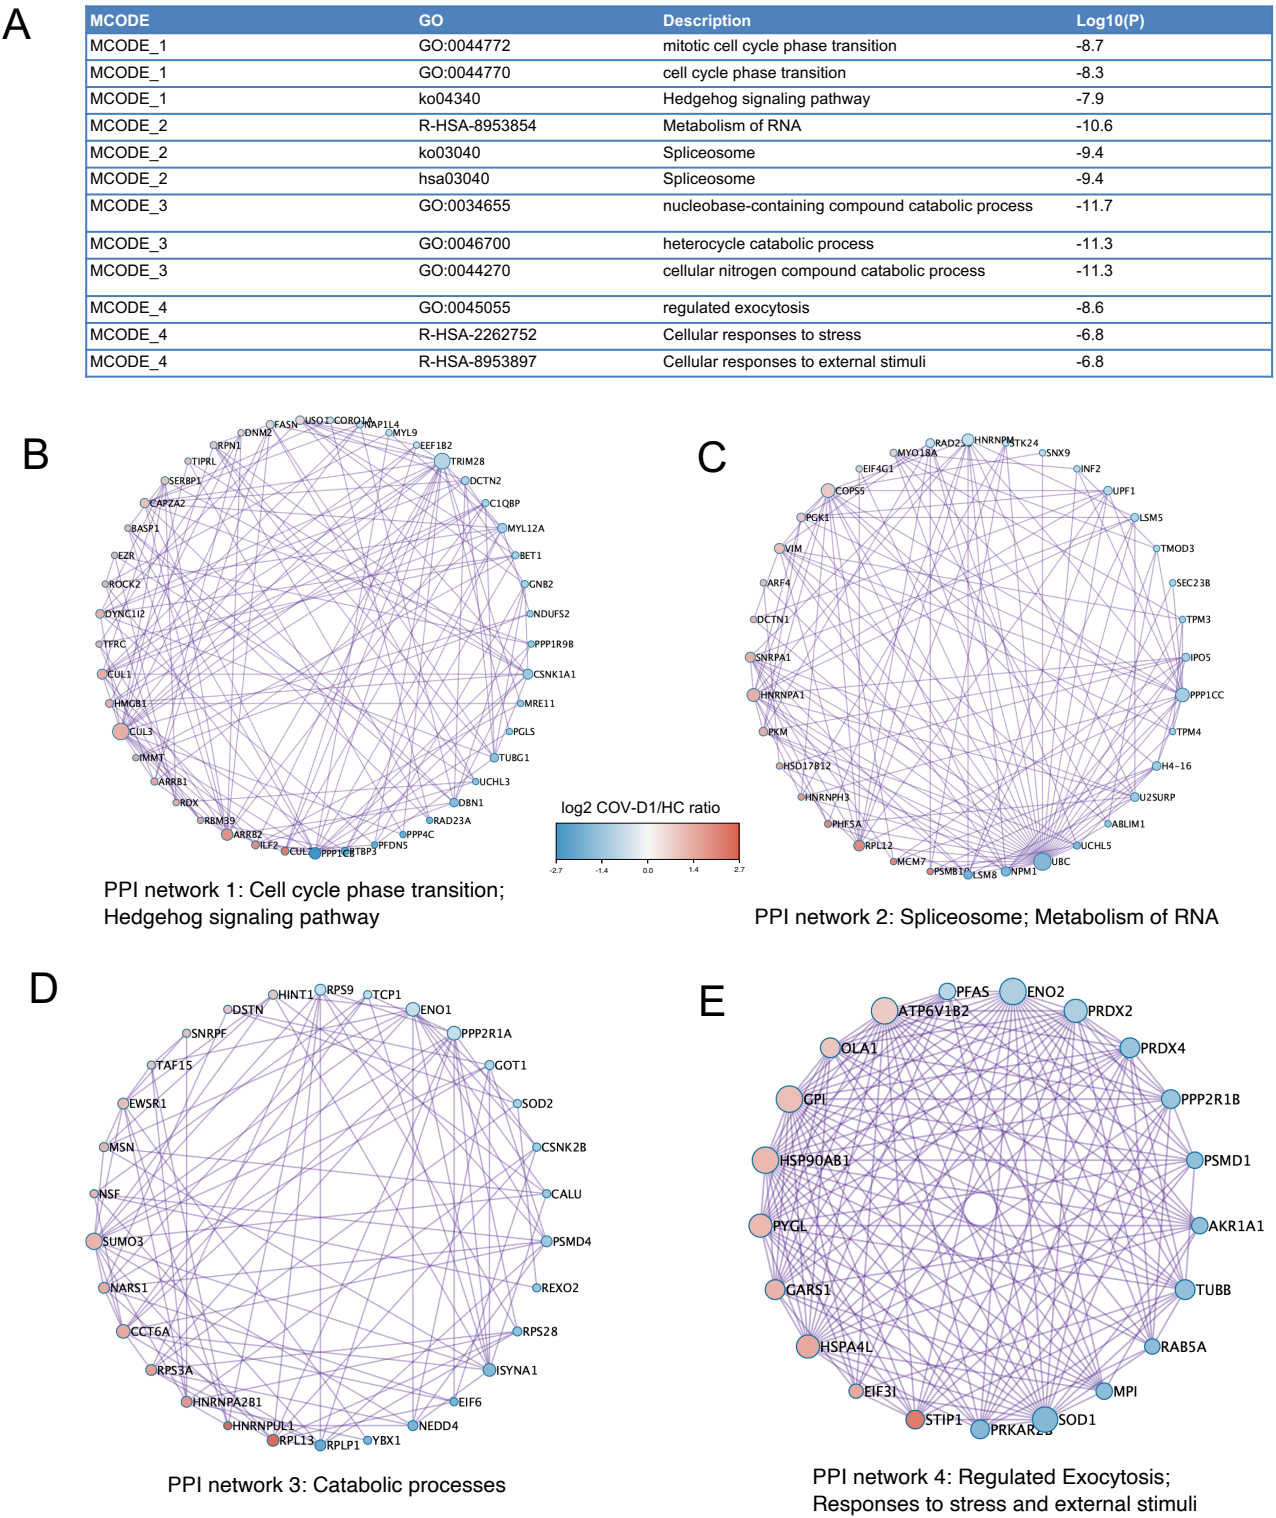 A
MCODE GO Description Log10(P)
MCODE_1 GO:0044772 mitotic cell cycle phase transition -8.7
MCODE_1 GO:0044770 cell cycle phase transition -8.3
MCODE_1 ko04340 Hedgehog signaling pathway -7.9
MCODE_2 R-HSA-8953854 Metabolism of RNA -10.6
MCODE_2 ko03040 Spliceosome -9.4
MCODE_2 hsa03040 Spliceosome -9.4
MCODE_3 GO:0034655 nucleobase-containing compound catabolic process -11.7
MCODE_3 GO:0046700 heterocycle catabolic process -11.3
MCODE_3 GO:0044270 cellular nitrogen compound catabolic process -11.3
MCODE_4 GO:0045055 regulated exocytosis -8.6
MCODE_4 R-HSA-2262752 Cellular responses to stress -6.8
MCODE_4 R-HSA-8953897 Cellular responses to external stimuli -6.8
B
USO1
CORO1A
NAP1L4
MYL9
EEF1B2
TRIM28
DCTN2
C1QBP
MYL12A
BET1
GNB2
NDUFS2
PPP1R9B
CSNK1A1
MRE11
PGLS
TUBG1
UCHL3
DBN1
RAD23A
PPP4C
PFDN5
PTBP3
PPP1CB
ILF2
ARRB2
RBM39
RDX
ARRB1
IMMT
CUL3
HMGB1
CUL1
TFRC
DYNC1I2
ROCK2
EZR
BASP1
CAPZA2
SERBP1
TIPRL
RPN1
DNM2
FASN
log2 COV-D1/HC ratio
-2.7 -1.4 0.0 1.4 2.7
PPI network 1: Cell cycle phase transition;
Hedgehog signaling pathway
C
HNRNPM
STK24
SNX9
INF2
UPF1
LSM5
TMOD3
SEC23B
TPM3
IPO5
PPP1CC
TPM4
H4-16
U2SURP
ABLIM1
UCHL5
UBC
NPM1
LSM8
MCM7
RPL12
PHF5A
HNRNPH3
HSD17B12
PKM
HNRNPA1
SNRPA1
DCTN1
ARF4
VIM
PGK1
COPS5
EIF4G1
MYO18A
PPI network 2: Spliceosome; Metabolism of RNA
D
RPS9
TCP1
ENO1
PPP2R1A
GOT1
SOD2
CSNK2B
CALU
PSMD4
REXO2
RPS28
ISYNA1
EIF6
NEDD4
YBX1
RPLP1
RPL13
HNRNPUL1
HNRNPA2B1
RPS3A
CCT6A
NARS1
SUMO3
NSF
MSN
EWSR1
TAF15
SNRPF
DSTN
HINT1
PPI network 3: Catabolic processes
E
PFAS
ENO2
PRDX2
PRDX4
PPP2R1B
PSMD1
AKR1A1
TUBB
RAB5A
MPI
SOD1
STIP1
EIF3I
HSPA4L
GARS1
PYGL
HSP90AB1
GPI
OLA1
ATP6V1B2
PPI network 4: Regulated Exocytosis;
Responses to stress and external stimuli